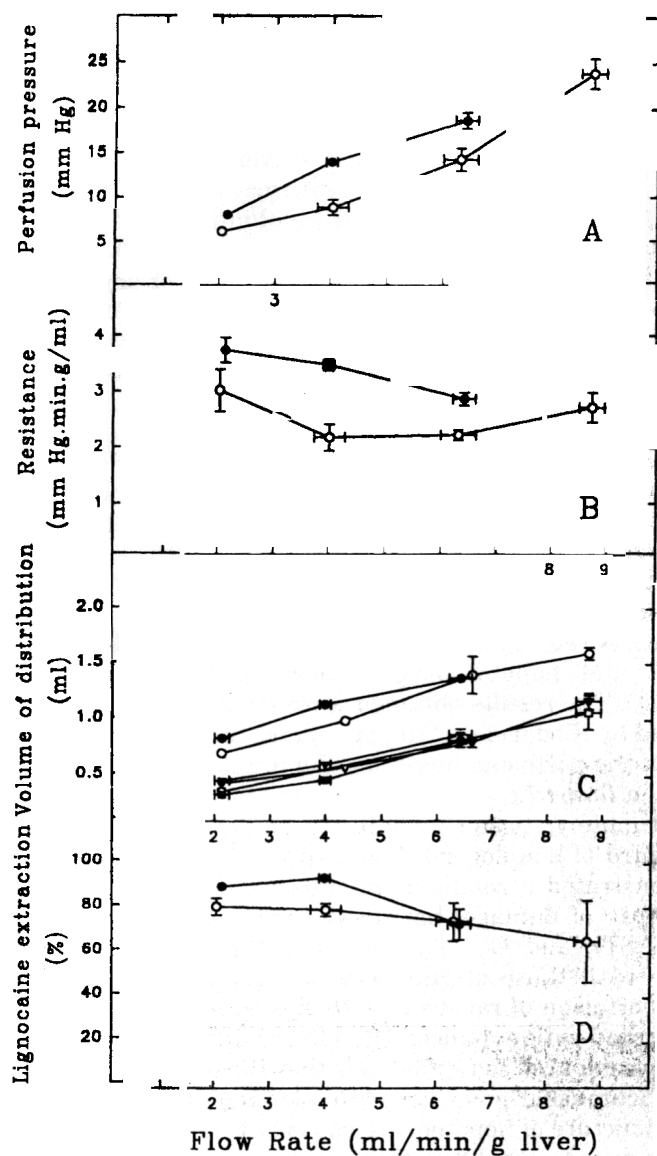 Perfusion pressure
(mm Hg)
25
20
15
10
5
A
3
Resistance
(mm Hg.min.g/ml)
4
3
2
1
B
8 9
Volume of distribution
(ml)
2.0
1.5
1.0
0.5
C
2 3 4 5 6 7 8 9
Lignocaine extraction
(%)
100
80
60
40
20
D
2 3 4 5 6 7 8 9
Flow Rate (ml/min/g liver)